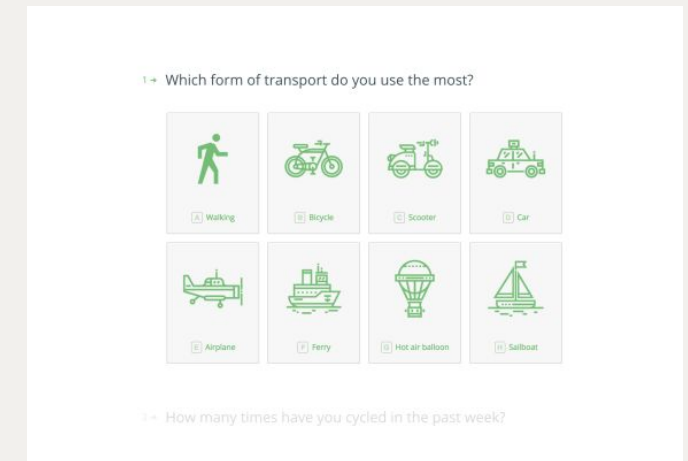 1 → Which form of transport do you use the most?
A Walking
B Bicycle
C Scooter
D Car
E Airplane
F Ferry
G Hot air balloon
H Sailboat
2 → How many times have you cycled in the past week?